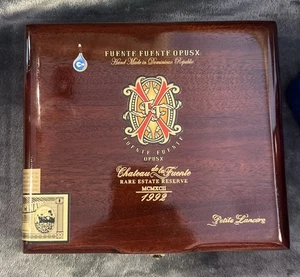 FUENTE FUENTE OPUSX
Hand Made in Dominican Republic
FUENTE FUENTE
OPUSX
Chateau de la Fuente
RARE ESTATE RESERVE
MCMXCII
1992
Petite Lancero